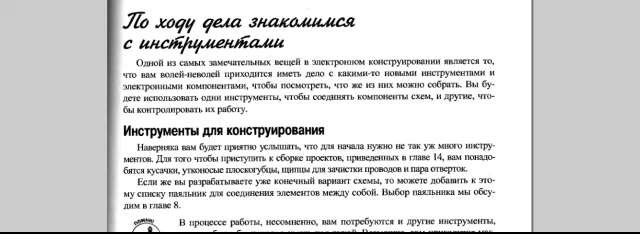 По ходу дела знакомимся
с инструментами
Одной из самых замечательных вещей в электронном конструировании является то,
что вам волей-неволей приходится иметь дело с какими-то новыми инструментами и
электронными компонентами, чтобы посмотреть, что же из них можно собрать. Вы бу-
дете использовать одни инструменты, чтобы соединять компоненты схем, и другие, что-
бы контролировать их работу.
Инструменты для конструирования
Наверняка вам будет приятно услышать, что для начала нужно не так уж много инстру-
ментов. Для того чтобы приступить к сборке проектов, приведенных в главе 14, вам понадо-
бятся кусачки, утконосые плоскогубцы, щипцы для зачистки проводов и пара отверток.
Если же вы разрабатываете уже конечный вариант схемы, то можете добавить к это-
му списку паяльник для соединения элементов между собой. Выбор паяльника мы обсу-
дим в главе 8.
В процессе работы, несомненно, вам потребуются и другие инструменты,